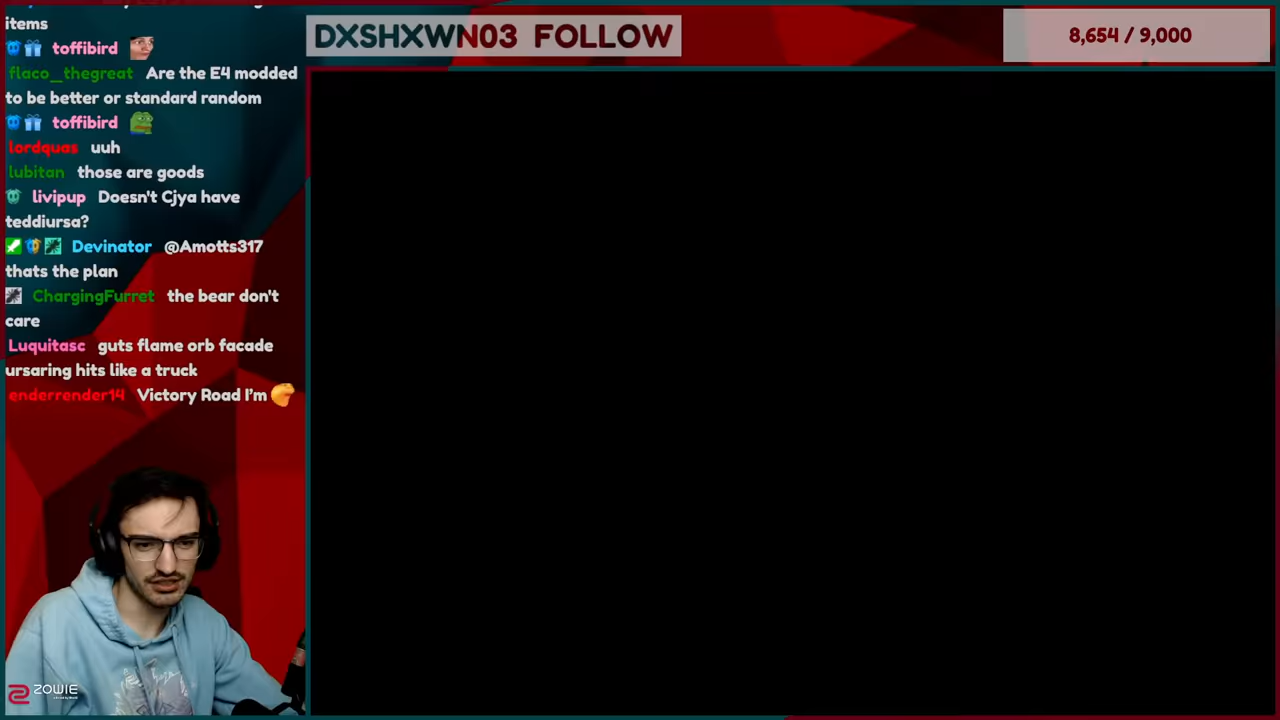 items
toffibird
flaco_thegreat Are the E4 modded
to be better or standard random
toffibird
lordquas uuh
lubitan those are goods
livipup Doesn't Cjya have
teddiursa?
Devinator @Amotts317
thats the plan
ChargingFurret the bear don't
care
Luquitasc guts flame orb facade
ursaring hits like a truck
enderrender14 Victory Road I'm
ZOWIE
DXSHXWN03 FOLLOW
8,654 / 9,000